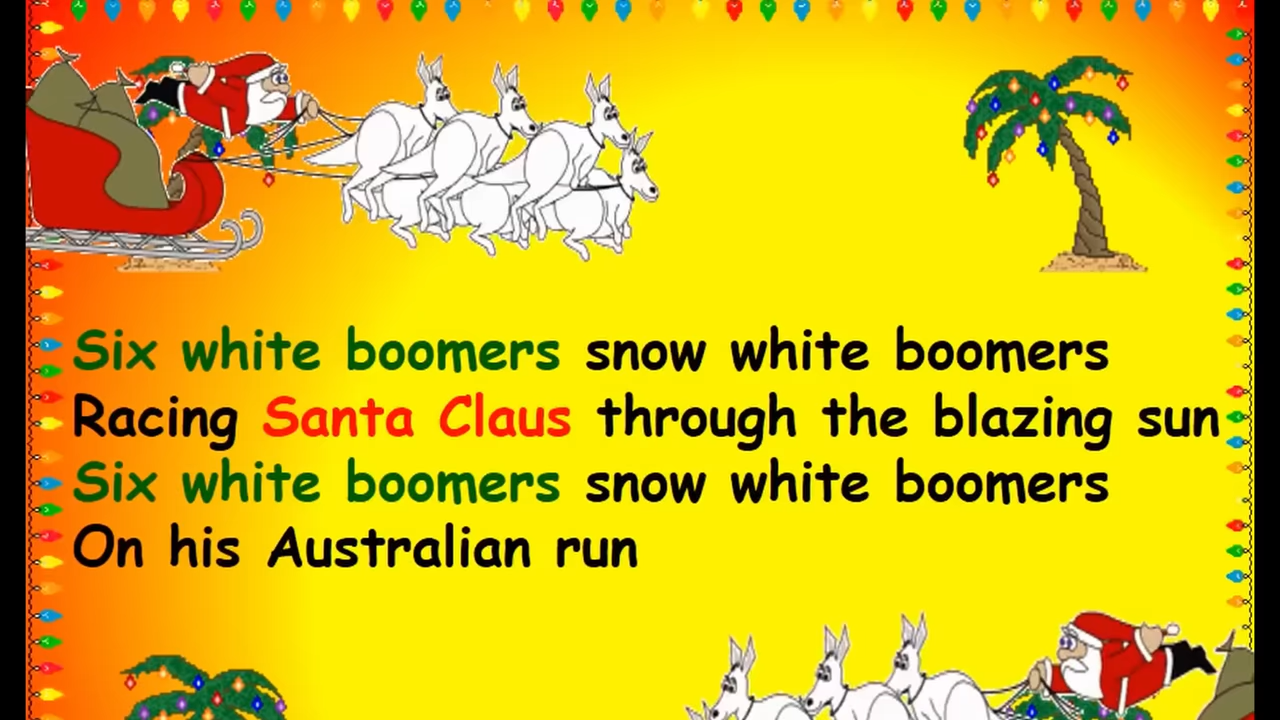 Six white boomers snow white boomers
Racing Santa Claus through the blazing sun
Six white boomers snow white boomers
On his Australian run